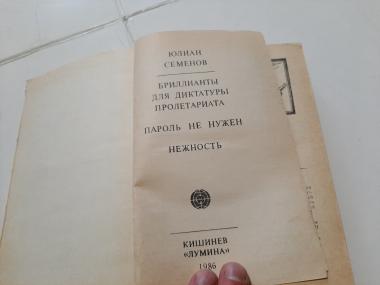 ЮЛИАН
СЕМЕНОВ
БРИЛЛИАНТЫ
ДЛЯ ДИКТАТУРЫ
ПРОЛЕТАРИАТА
ПАРОЛЬ НЕ НУЖЕН
НЕЖНОСТЬ
КИШИНЕВ
«ЛУМИНА»
1986